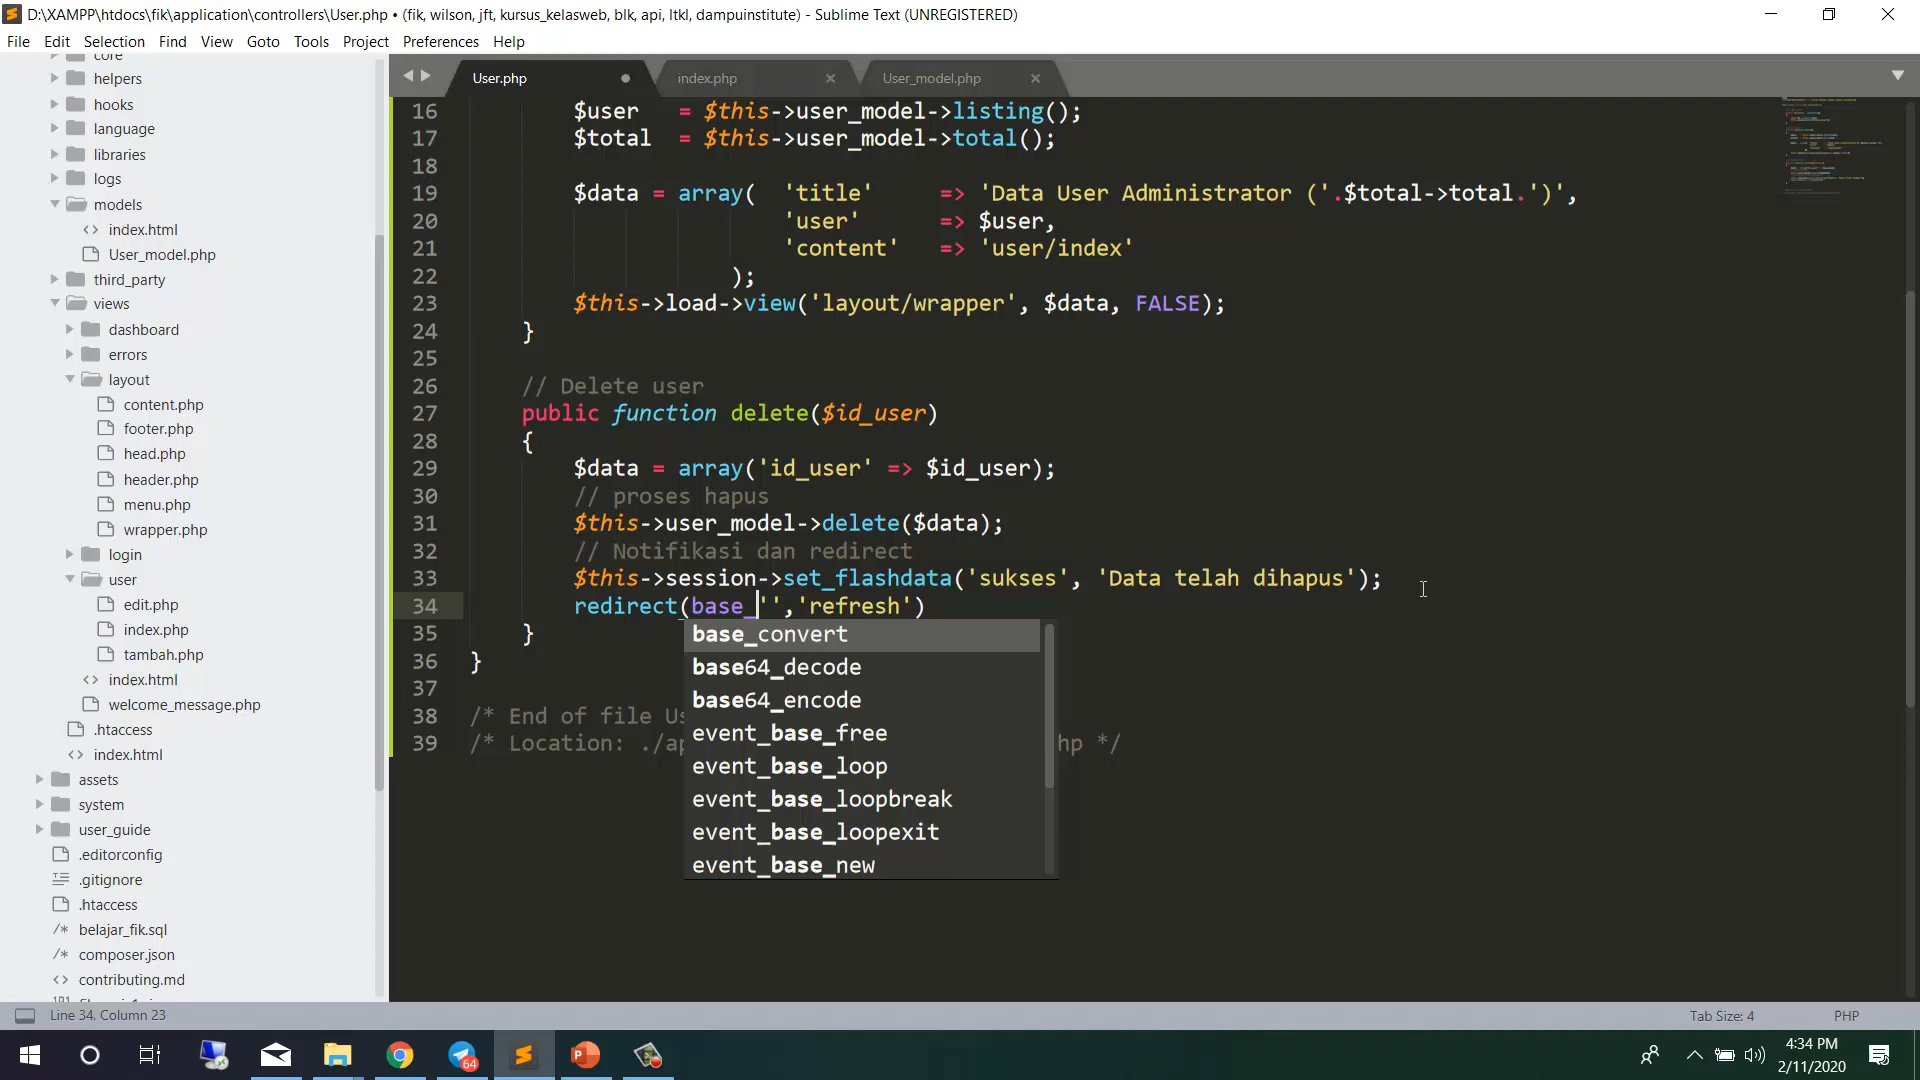 D:\XAMPP\htdocs\fik\application\controllers\User.php • (fik, wilson, jft, kursus_kelasweb, blk, api, ltkl, dampuinstitute) - Sublime Text (UNREGISTERED)
File Edit Selection Find View Goto Tools Project Preferences Help
core
helpers
hooks
language
libraries
logs
models
index.html
User_model.php
third_party
views
dashboard
errors
layout
content.php
footer.php
head.php
header.php
menu.php
wrapper.php
login
user
edit.php
index.php
tambah.php
index.html
welcome_message.php
.htaccess
index.html
assets
system
user_guide
.editorconfig
.gitignore
.htaccess
belajar_fik.sql
composer.json
contributing.md
User.php index.php User_model.php
16 $user = $this->user_model->listing();
17 $total = $this->user_model->total();
18
19 $data = array( 'title' => 'Data User Administrator ('.$total->total.')',
20 'user' => $user,
21 'content' => 'user/index'
22 );
23 $this->load->view('layout/wrapper', $data, FALSE);
24 }
25
26 // Delete user
27 public function delete($id_user)
28 {
29 $data = array('id_user' => $id_user);
30 // proses hapus
31 $this->user_model->delete($data);
32 // Notifikasi dan redirect
33 $this->session->set_flashdata('sukses', 'Data telah dihapus');
34 redirect(base_'','refresh')
35 }
36 }
37
38 /* End of file Us
39 /* Location: ./ap hp */
base_convert
base64_decode
base64_encode
event_base_free
event_base_loop
event_base_loopbreak
event_base_loopexit
event_base_new
Line 34, Column 23 Tab Size: 4 PHP
64
4:34 PM
2/11/2020